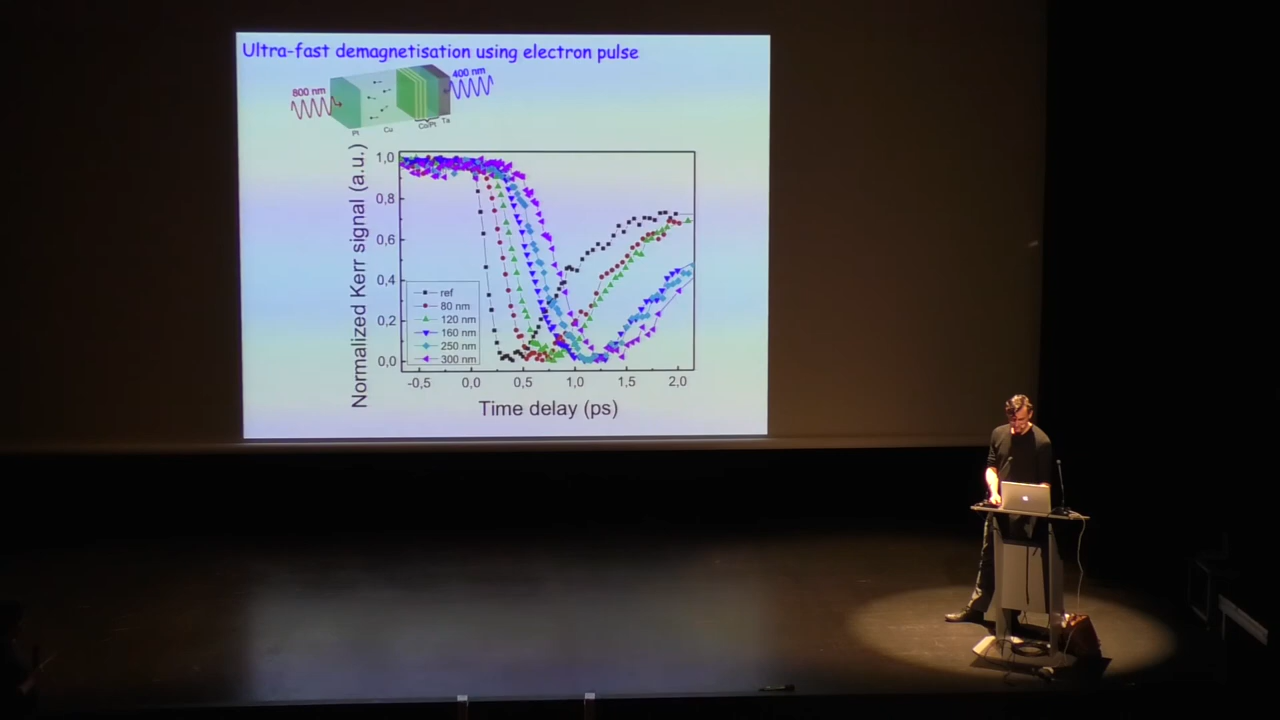 Ultra-fast demagnetisation using electron pulse
800 nm
400 nm
Pt
Cu
Co/Pt
Ta
Normalized Kerr signal (a.u.)
1,0
0,8
0,6
0,4
0,2
0,0
ref
80 nm
120 nm
160 nm
250 nm
300 nm
-0,5
0,0
0,5
1,0
1,5
2,0
Time delay (ps)